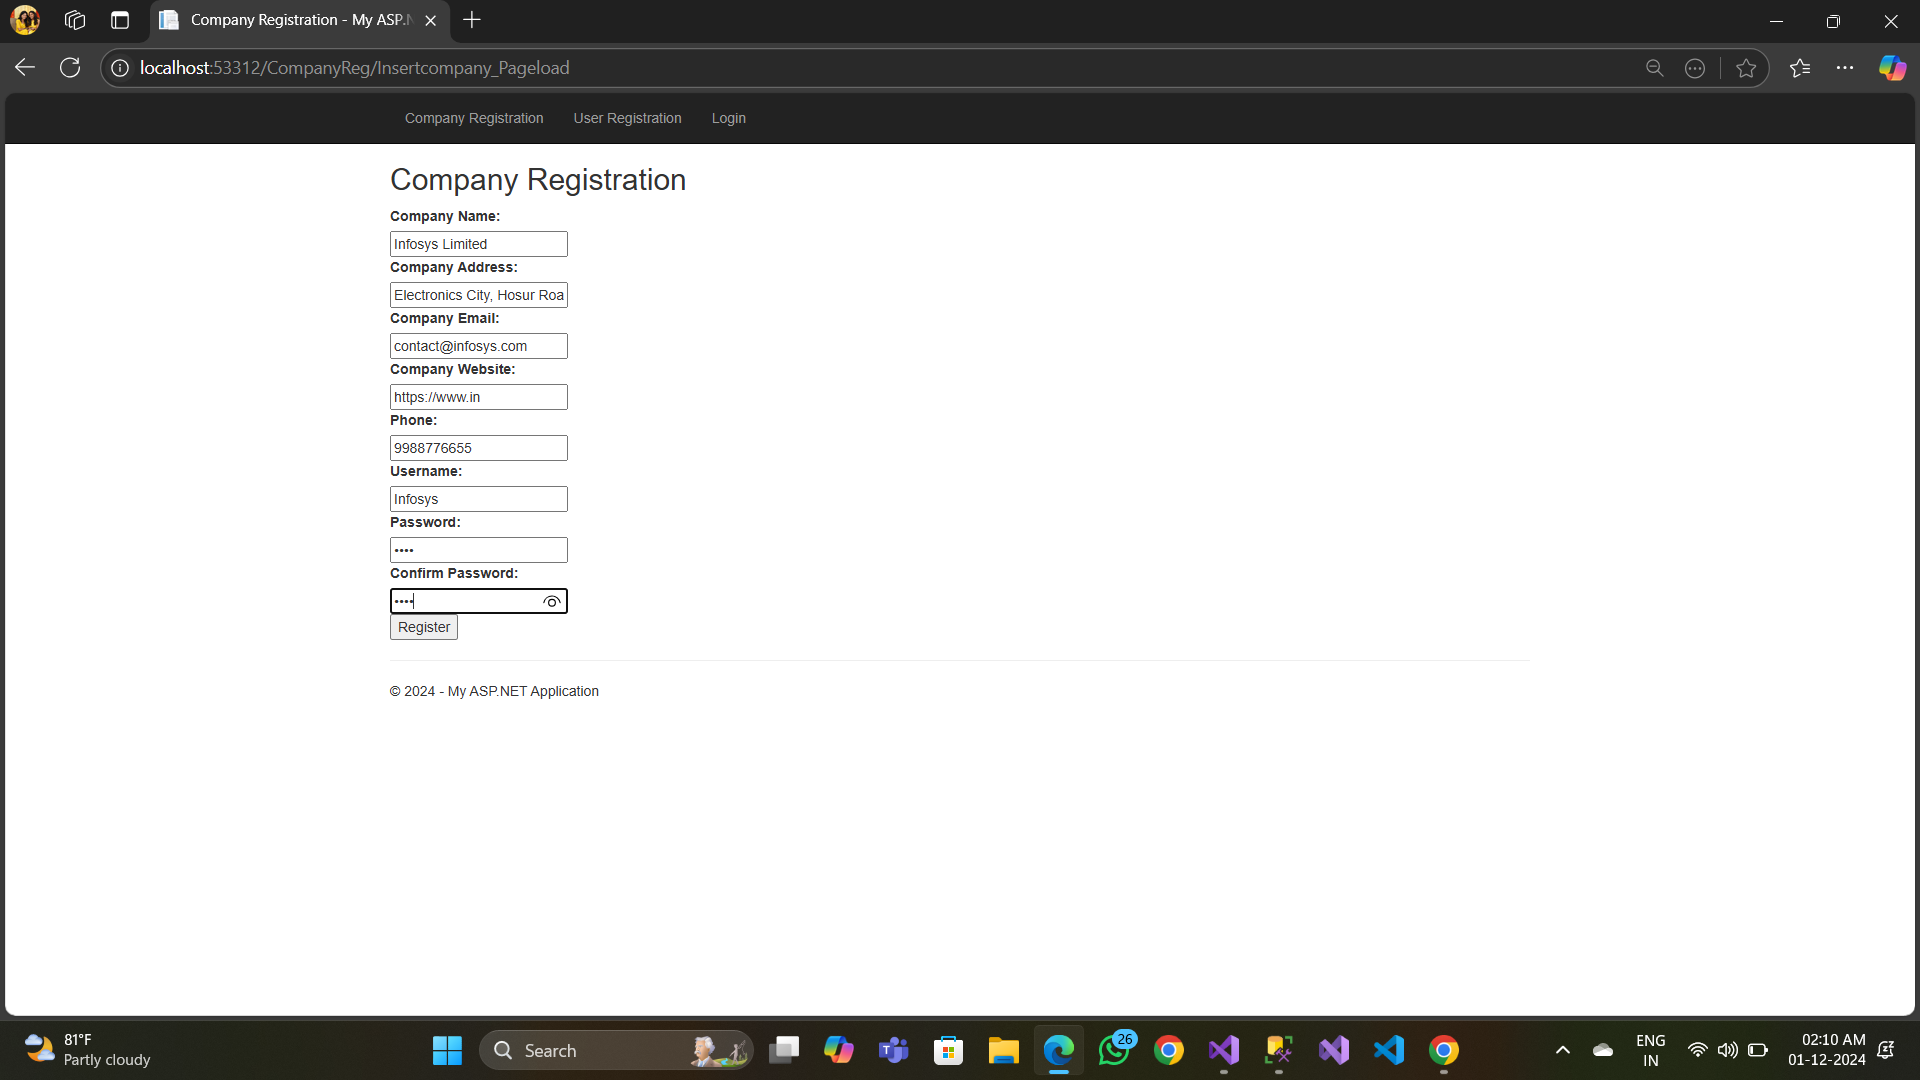 Company Registration - My ASP.N
localhost:53312/CompanyReg/Insertcompany_Pageload
Company Registration User Registration Login
Company Registration
Company Name:
Infosys Limited
Company Address:
Electronics City, Hosur Roa
Company Email:
contact@infosys.com
Company Website:
https://www.in
Phone:
9988776655
Username:
Infosys
Password:
••••
Confirm Password:
••••
Register
© 2024 - My ASP.NET Application
81°F
Partly cloudy
Search
26
ENG
IN
02:10 AM
01-12-2024